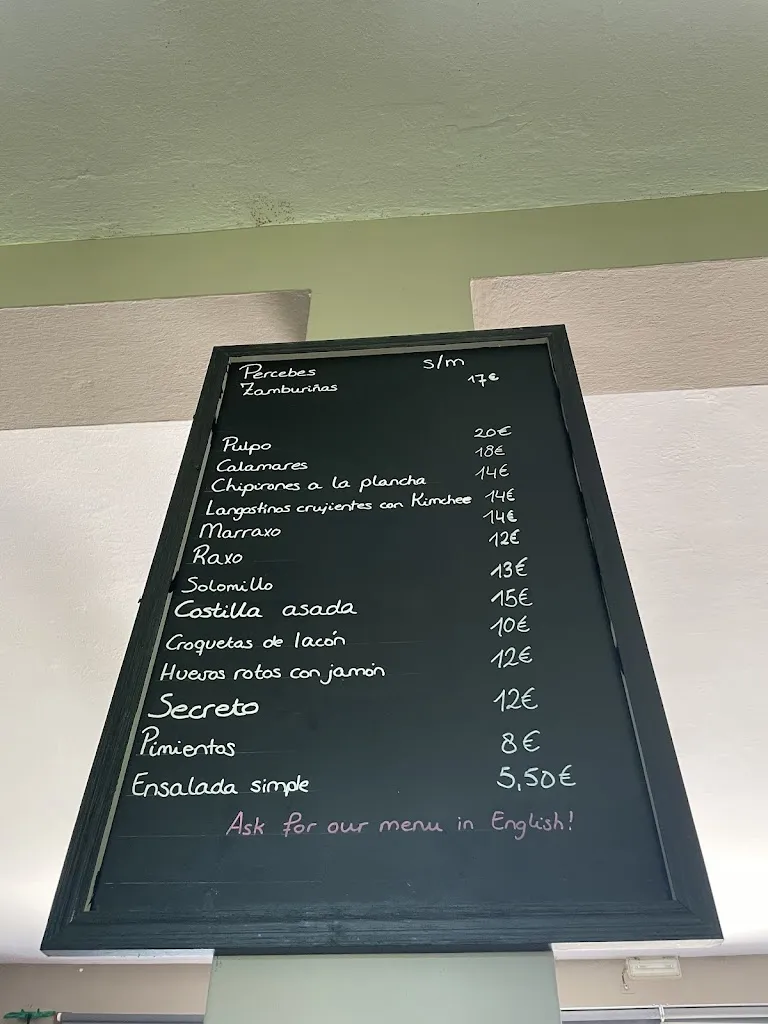 Percebes s/m
Zamburiñas 17€
Pulpo 20€
Calamares 18€
Chipirones a la plancha 14€
Langostinos crujientes con Kimchee 14€
Marraxo 14€
Raxo 12€
Solomillo 13€
Costilla asada 15€
Croquetas de lacón 10€
Huevos rotos con jamón 12€
Secreto 12€
Pimientos 8€
Ensalada simple 5,50€
Ask for our menu in English!